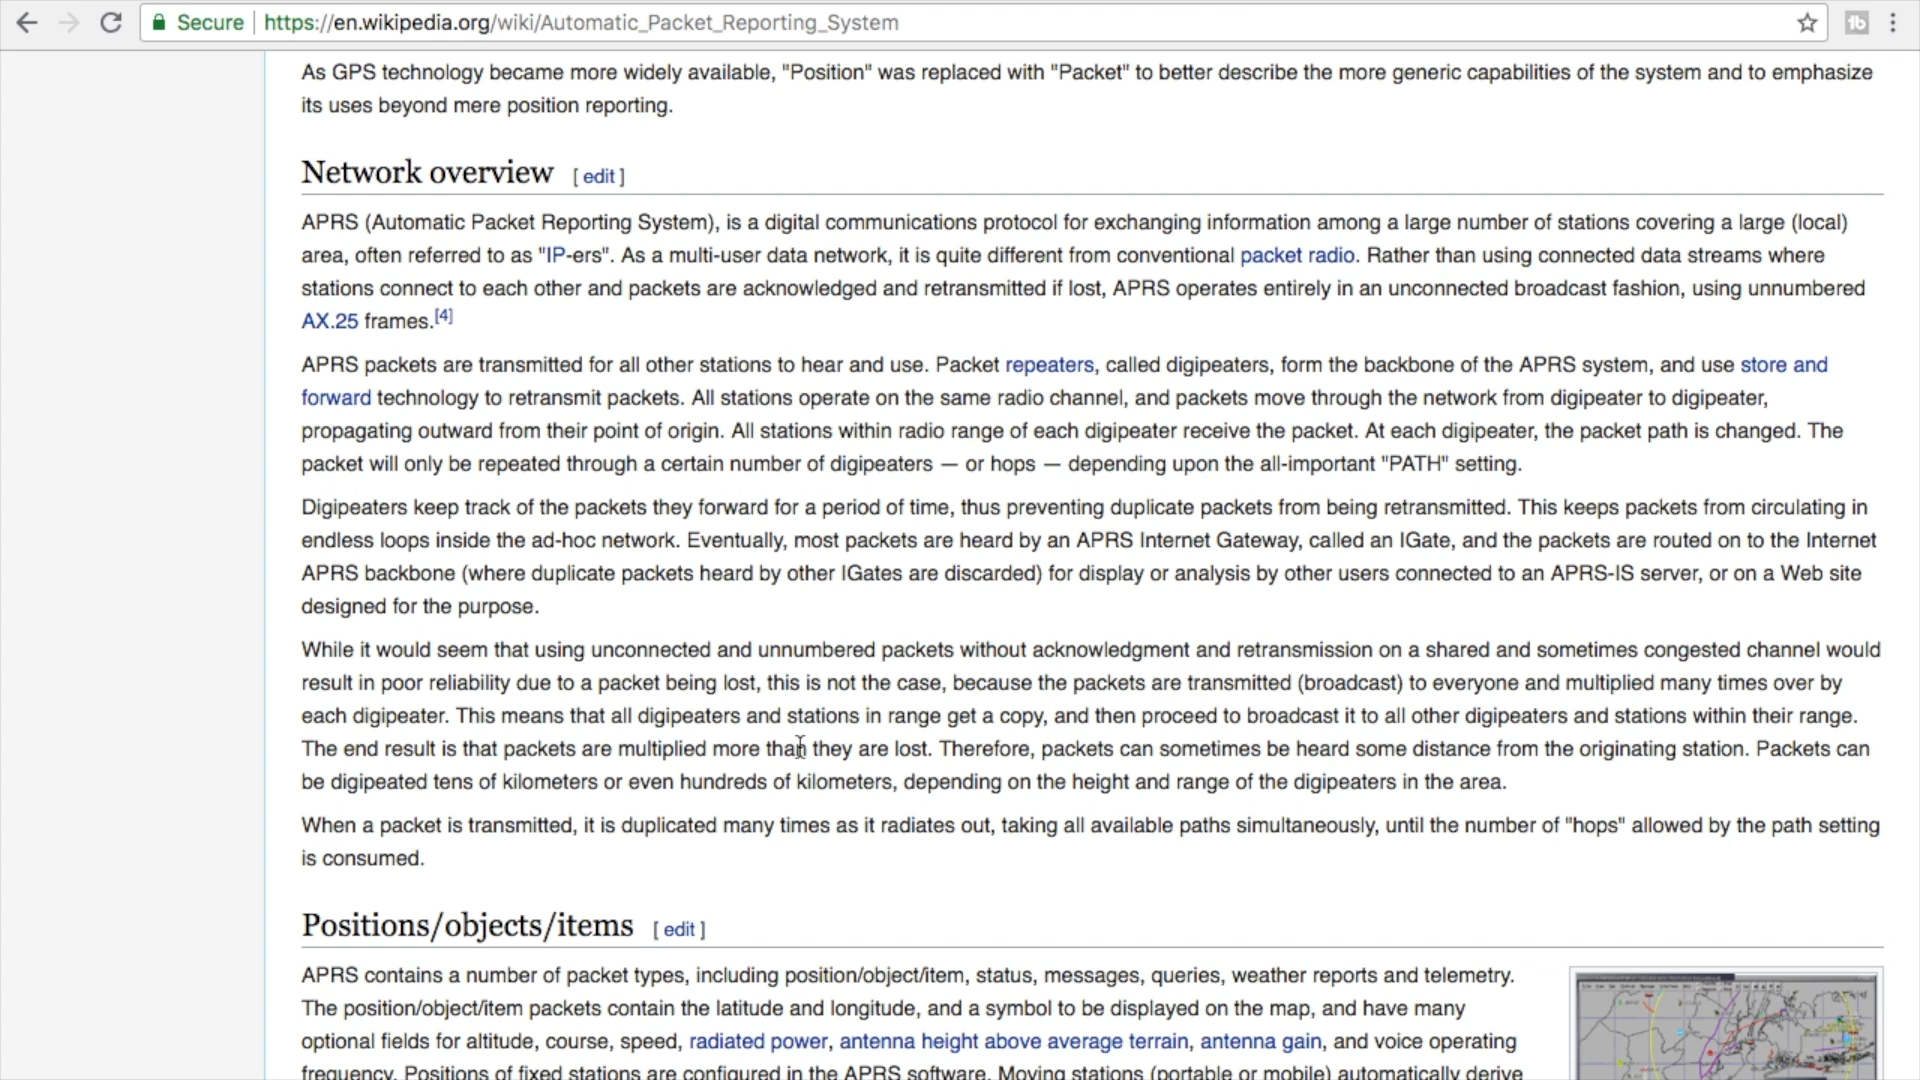 Secure https://en.wikipedia.org/wiki/Automatic_Packet_Reporting_System
As GPS technology became more widely available, "Position" was replaced with "Packet" to better describe the more generic capabilities of the system and to emphasize
its uses beyond mere position reporting.
Network overview [ edit ]
APRS (Automatic Packet Reporting System), is a digital communications protocol for exchanging information among a large number of stations covering a large (local)
area, often referred to as "IP-ers". As a multi-user data network, it is quite different from conventional packet radio. Rather than using connected data streams where
stations connect to each other and packets are acknowledged and retransmitted if lost, APRS operates entirely in an unconnected broadcast fashion, using unnumbered
AX.25 frames.[4]
APRS packets are transmitted for all other stations to hear and use. Packet repeaters, called digipeaters, form the backbone of the APRS system, and use store and
forward technology to retransmit packets. All stations operate on the same radio channel, and packets move through the network from digipeater to digipeater,
propagating outward from their point of origin. All stations within radio range of each digipeater receive the packet. At each digipeater, the packet path is changed. The
packet will only be repeated through a certain number of digipeaters — or hops — depending upon the all-important "PATH" setting.
Digipeaters keep track of the packets they forward for a period of time, thus preventing duplicate packets from being retransmitted. This keeps packets from circulating in
endless loops inside the ad-hoc network. Eventually, most packets are heard by an APRS Internet Gateway, called an IGate, and the packets are routed on to the Internet
APRS backbone (where duplicate packets heard by other IGates are discarded) for display or analysis by other users connected to an APRS-IS server, or on a Web site
designed for the purpose.
While it would seem that using unconnected and unnumbered packets without acknowledgment and retransmission on a shared and sometimes congested channel would
result in poor reliability due to a packet being lost, this is not the case, because the packets are transmitted (broadcast) to everyone and multiplied many times over by
each digipeater. This means that all digipeaters and stations in range get a copy, and then proceed to broadcast it to all other digipeaters and stations within their range.
The end result is that packets are multiplied more than they are lost. Therefore, packets can sometimes be heard some distance from the originating station. Packets can
be digipeated tens of kilometers or even hundreds of kilometers, depending on the height and range of the digipeaters in the area.
When a packet is transmitted, it is duplicated many times as it radiates out, taking all available paths simultaneously, until the number of "hops" allowed by the path setting
is consumed.
Positions/objects/items [ edit ]
APRS contains a number of packet types, including position/object/item, status, messages, queries, weather reports and telemetry.
The position/object/item packets contain the latitude and longitude, and a symbol to be displayed on the map, and have many
optional fields for altitude, course, speed, radiated power, antenna height above average terrain, antenna gain, and voice operating
frequency. Positions of fixed stations are configured in the APRS software. Moving stations (portable or mobile) automatically derive